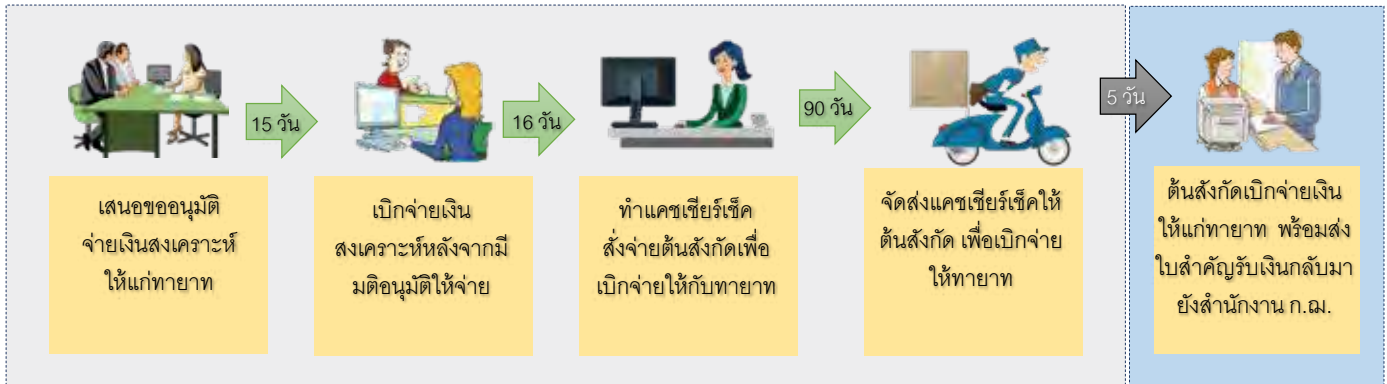 15 วัน
16 วัน
90 วัน
5 วัน
เสนอขออนุมัติ
จ่ายเงินสงเคราะห์
ให้แก่ทายาท
เบิกจ่ายเงิน
สงเคราะห์หลังจากมี
มติอนุมัติให้จ่าย
ทำแคชเชียร์เช็ค
สั่งจ่ายต้นสังกัดเพื่อ
เบิกจ่ายให้กับทายาท
จัดส่งแคชเชียร์เช็คให้
ต้นสังกัด เพื่อเบิกจ่าย
ให้ทายาท
ต้นสังกัดเบิกจ่ายเงิน
ให้แก่ทายาท พร้อมส่ง
ใบสำคัญรับเงินกลับมา
ยังสำนักงาน ก.ฌ.